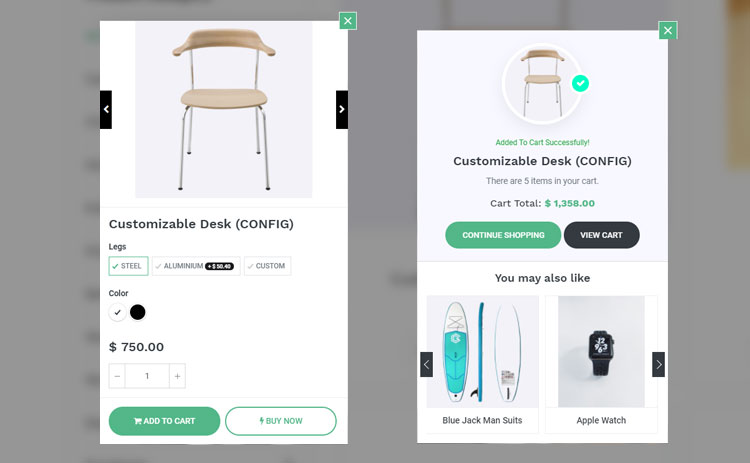 Customizable Desk (CONFIG)
Legs
STEEL
ALUMINIUM + $ 50.40
CUSTOM
Color
$ 750.00
− 1 +
ADD TO CART
BUY NOW
Added To Cart Successfully!
Customizable Desk (CONFIG)
There are 5 items in your cart.
Cart Total: $ 1,358.00
CONTINUE SHOPPING
VIEW CART
You may also like
Blue Jack Man Suits
Apple Watch